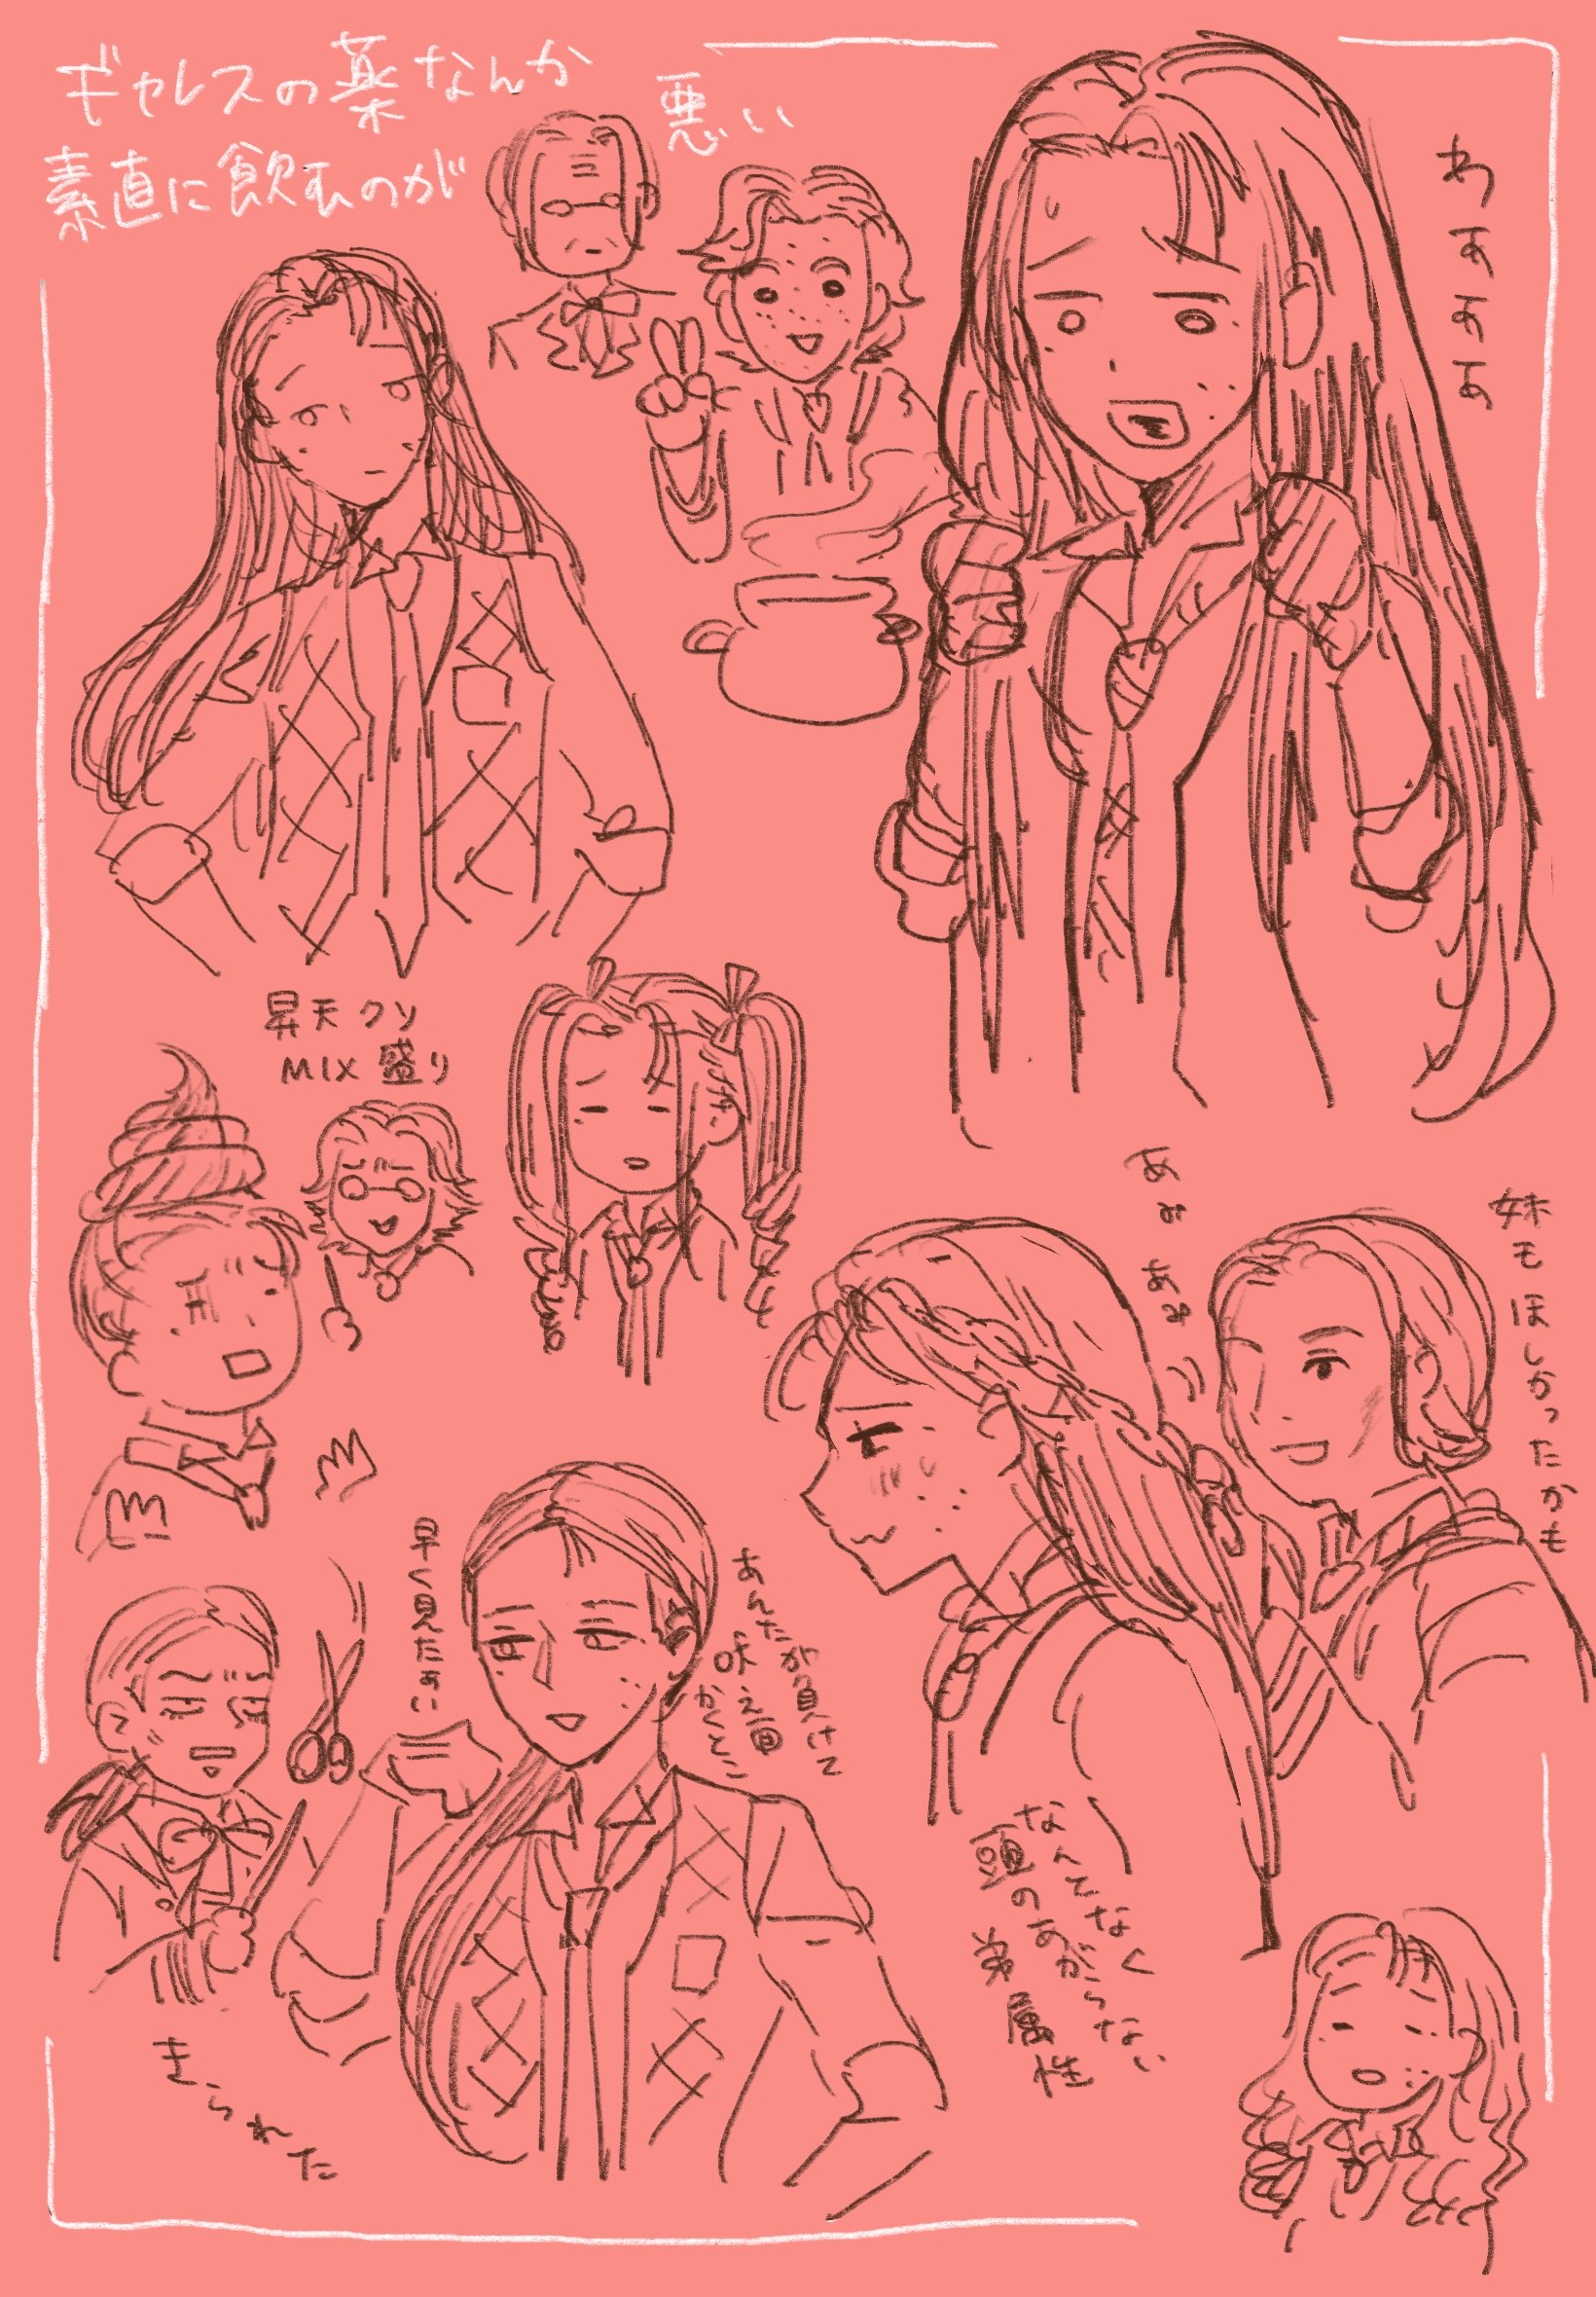 ギャレスの薬なんか
素直に飲むのが
悪い
わああああ
昇天クソ
MIX盛り
ああああ
妹もほしかったかも
早く見たぁい
あんたが負けて
吠え面
かくとこ
なんとなく
頭のあがらない
弟属性
きられた